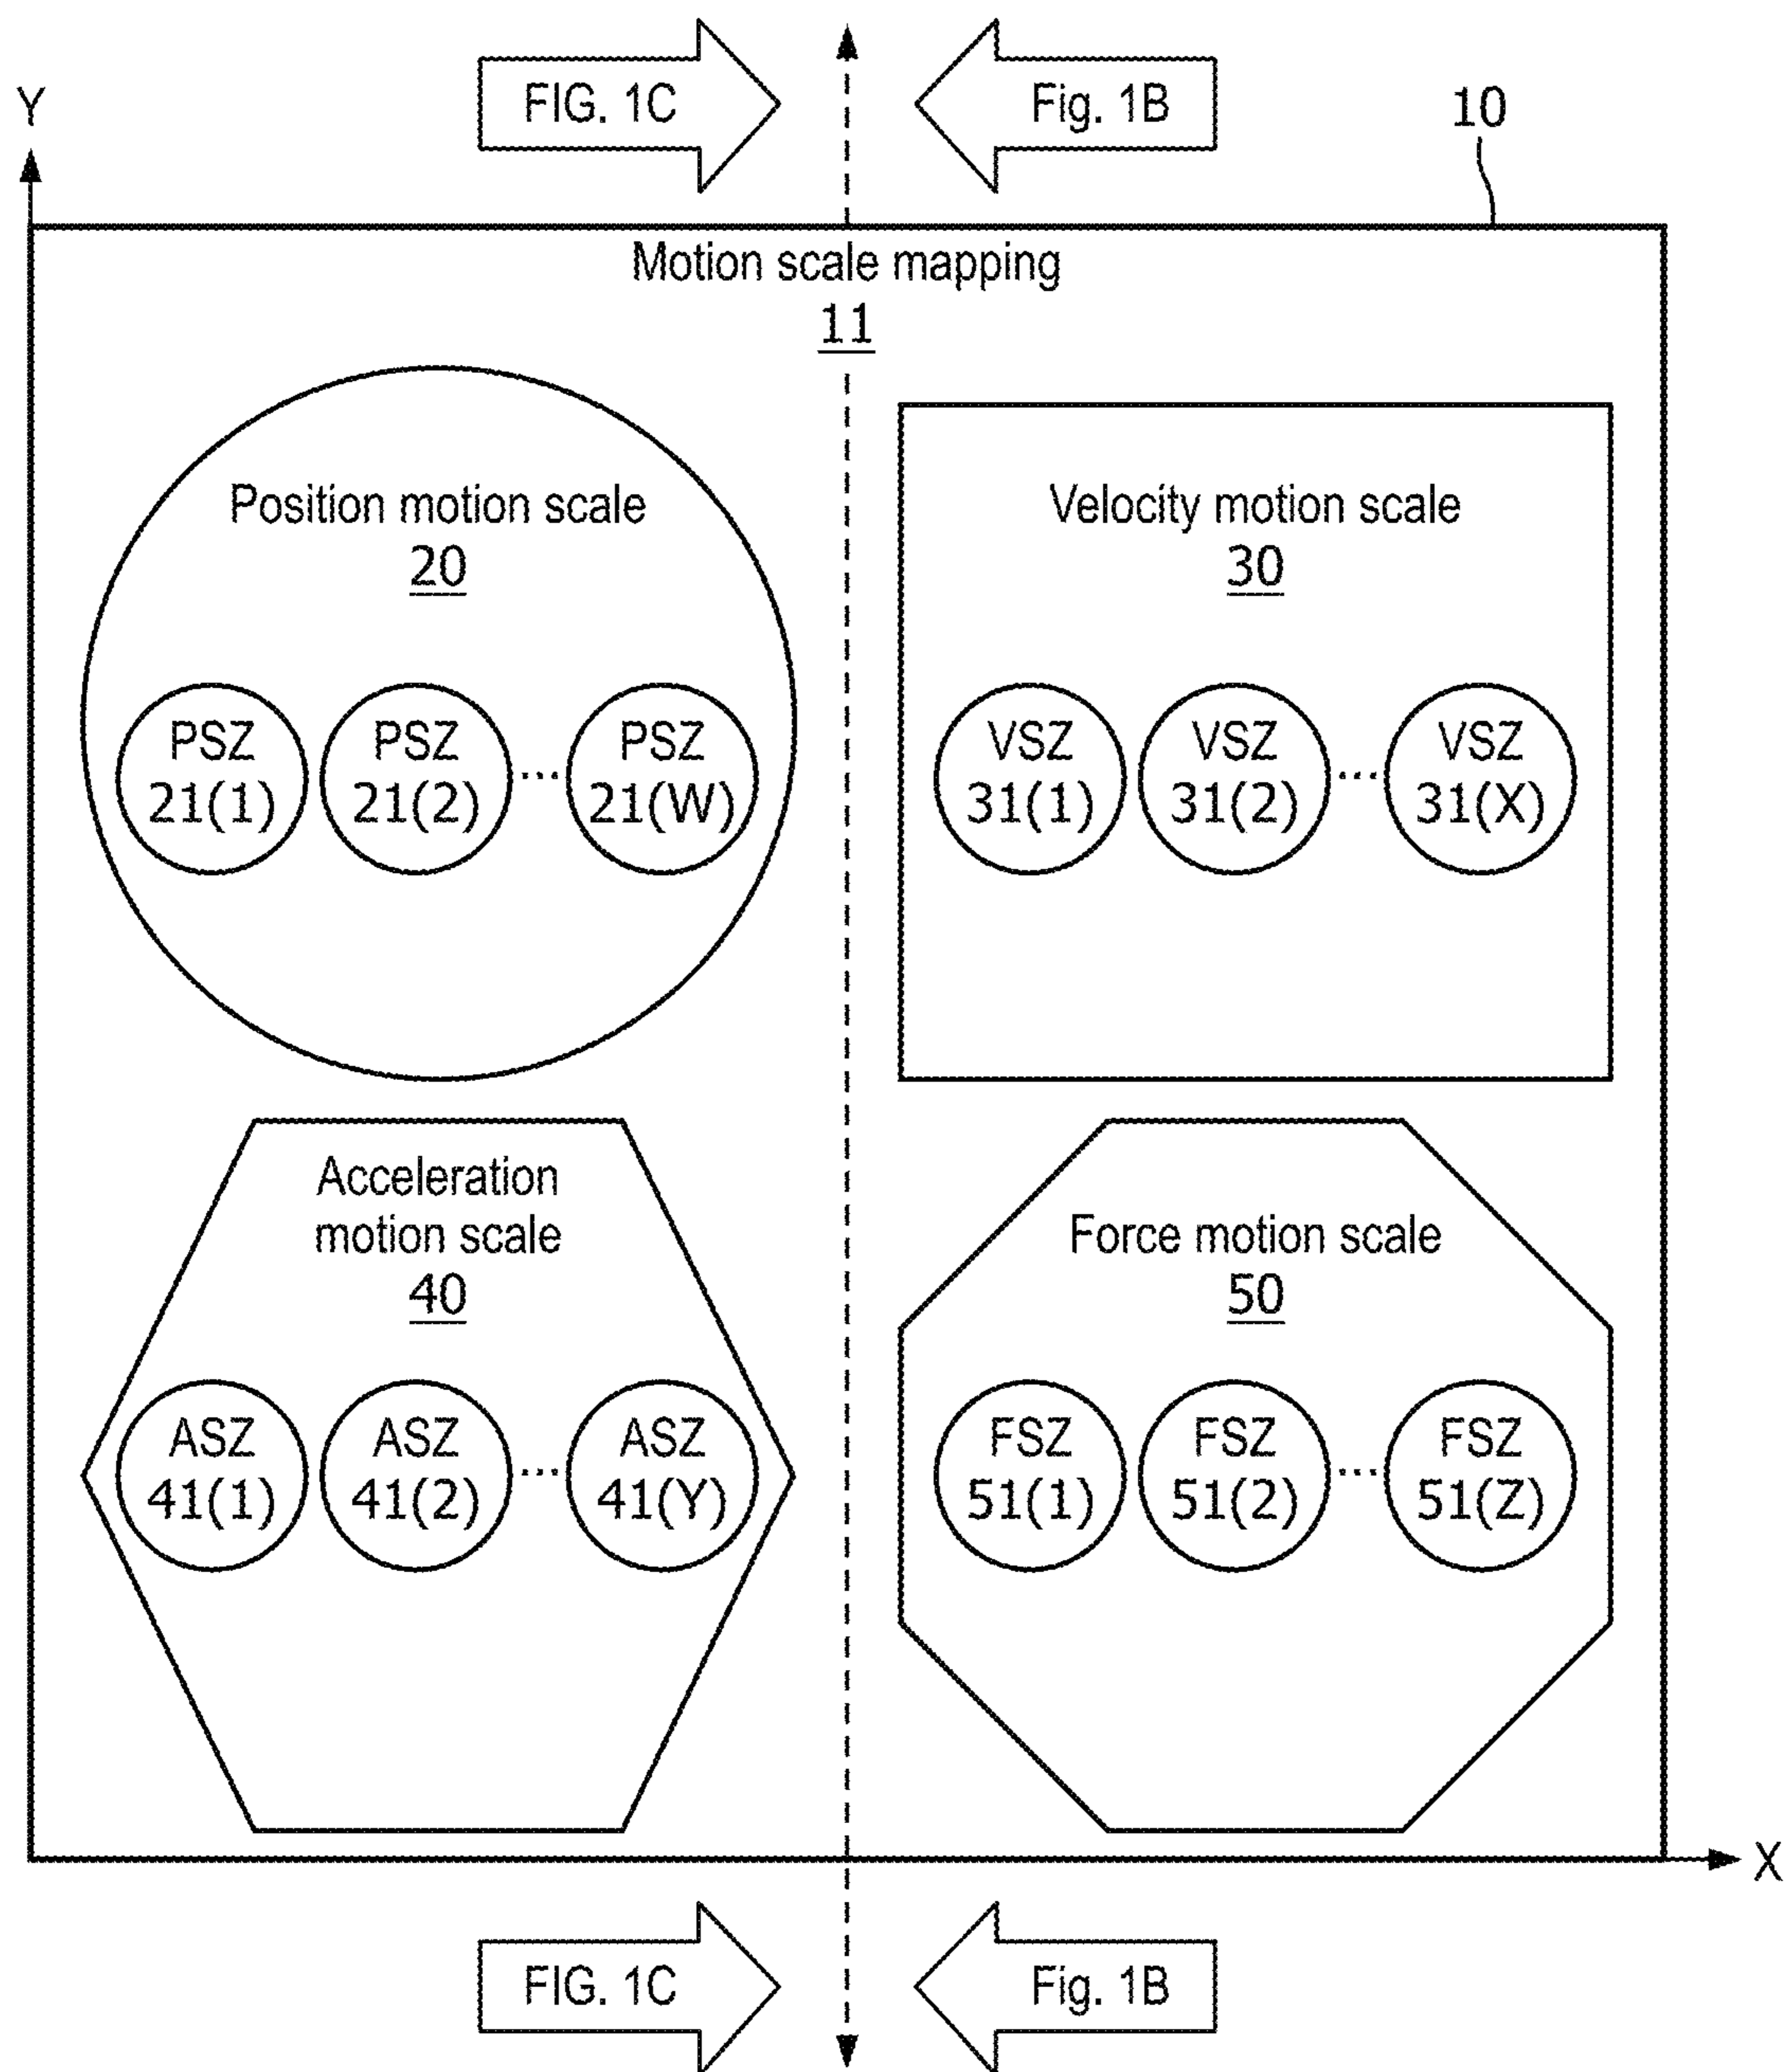 FIG. 1C
Fig. 1B
Y
10
Motion scale mapping
11
Position motion scale
20
PSZ
21(1)
PSZ
21(2)
...
PSZ
21(W)
Velocity motion scale
30
VSZ
31(1)
VSZ
31(2)
...
VSZ
31(X)
Acceleration
motion scale
40
ASZ
41(1)
ASZ
41(2)
...
ASZ
41(Y)
Force motion scale
50
FSZ
51(1)
FSZ
51(2)
...
FSZ
51(Z)
X
FIG. 1C
Fig. 1B